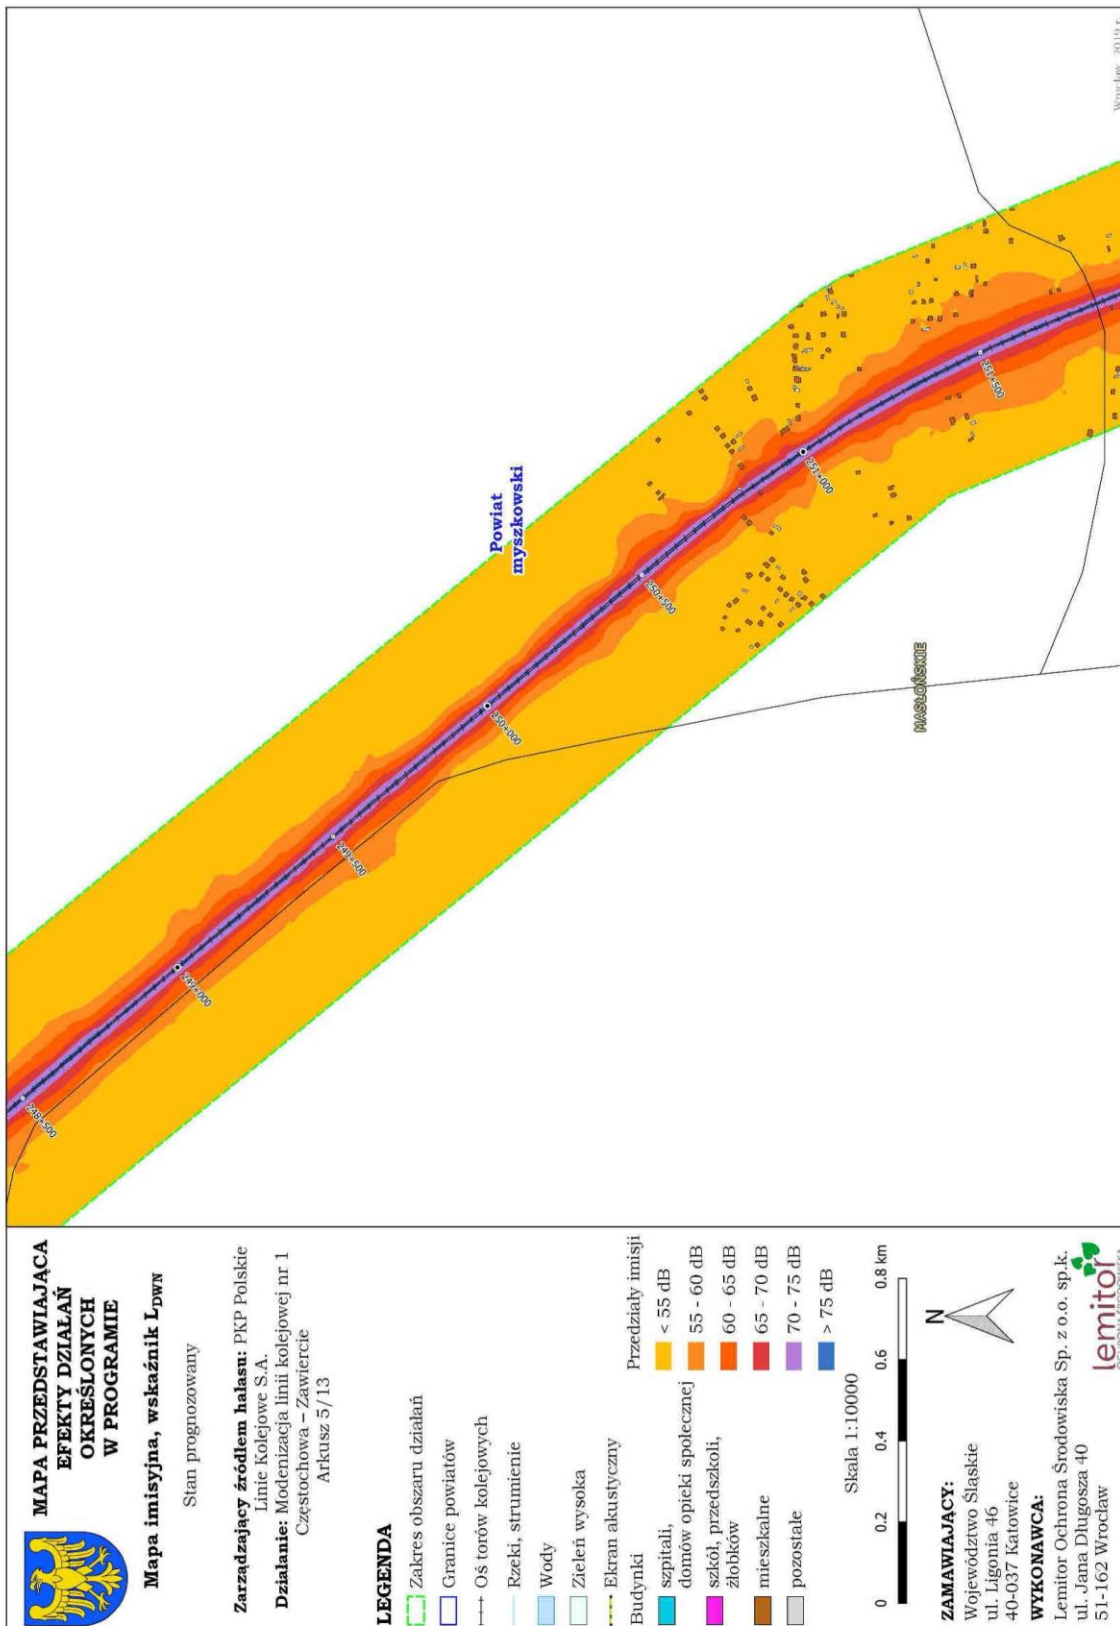 MAPA PRZEDSTAWIAJĄCA
EFEKTY DZIAŁAŃ
OKREŚLONYCH
W PROGRAMIE
Mapa imisyjna, wskaźnik LDWN
Stan prognozowany
Zarządzający źródłem hałasu: PKP Polskie
Linie Kolejowe S.A.
Działanie: Modernizacja linii kolejowej nr 1
Częstochowa – Zawiercie
Arkusz 5/13
LEGENDA
Zakres obszaru działań
Granice powiatów
Oś torów kolejowych
Rzeki, strumienie
Wody
Zieleń wysoka
Ekran akustyczny
Budynki
szpitali,
domów opieki społecznej
szkół, przedszkoli,
żłobków
mieszkalne
pozostałe
Przedziały imisji
< 55 dB
55 - 60 dB
60 - 65 dB
65 - 70 dB
70 - 75 dB
> 75 dB
Skala 1:10000
0
0.2
0.4
0.6
0.8 km
N
ZAMAWIAJĄCY:
Województwo Śląskie
ul. Ligonia 46
40-037 Katowice
WYKONAWCA:
Lemitor Ochrona Środowiska Sp. z o.o. sp.k.
ul. Jana Długosza 40
51-162 Wrocław
lemitor
248+500
249+000
249+500
250+000
250+500
251+000
251+500
Powiat
myszkowski
MASŁOŃSKIE
Wrocław, 2019 r.